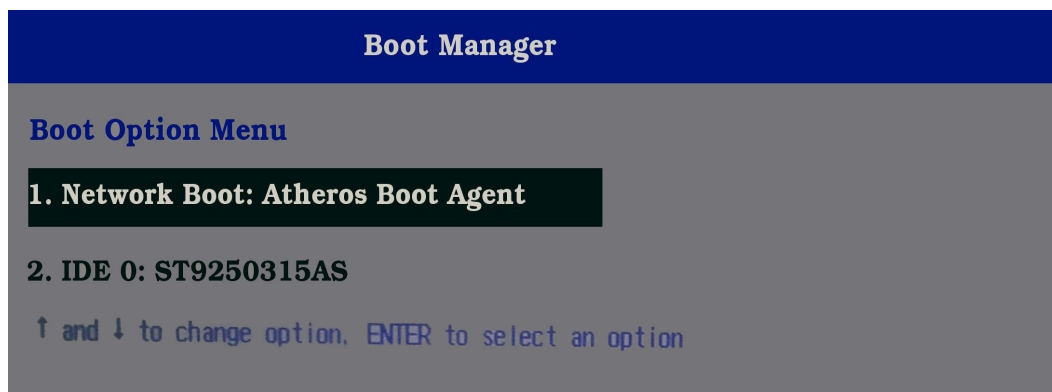 Boot Manager
Boot Option Menu
1. Network Boot: Atheros Boot Agent
2. IDE 0: ST9250315AS
↑ and ↓ to change option, ENTER to select an option